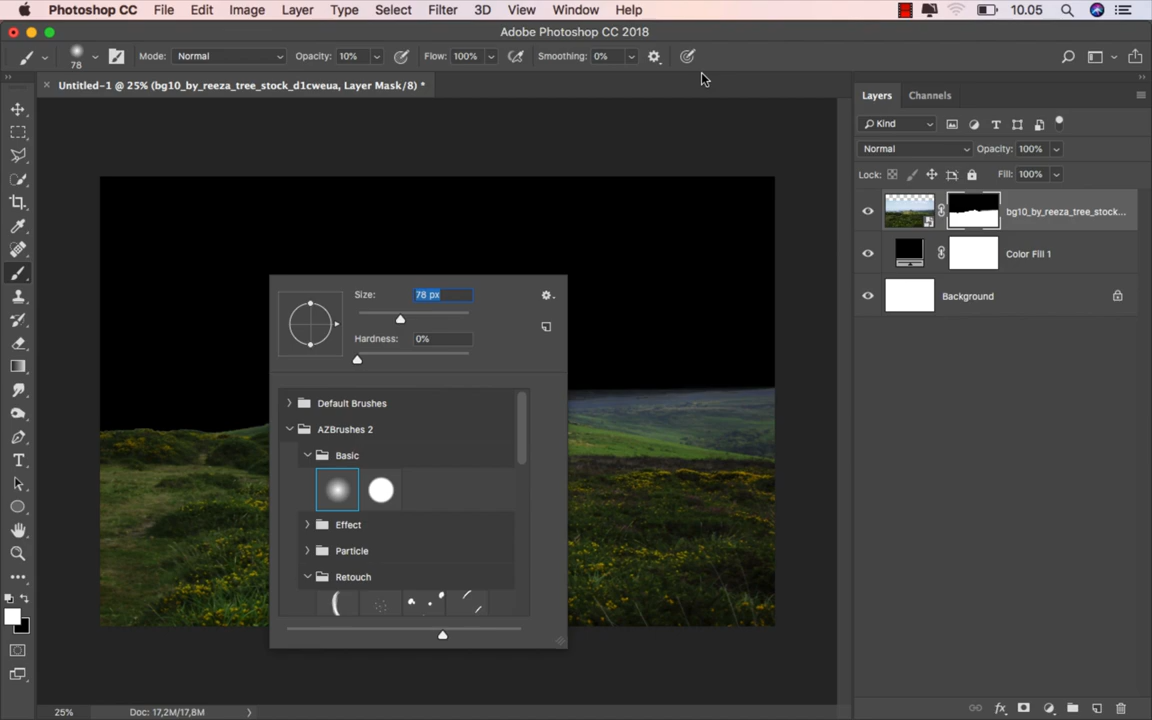 Photoshop CC File Edit Image Layer Type Select Filter 3D View Window Help 10.05
Adobe Photoshop CC 2018
78 Mode: Normal Opacity: 10% Flow: 100% Smoothing: 0%
Untitled-1 @ 25% (bg10_by_reeza_tree_stock_d1cweua, Layer Mask/8) *
Layers Channels
Kind
Normal Opacity: 100%
Lock: Fill: 100%
bg10_by_reeza_tree_stock...
Color Fill 1
Background
Size: 78 px
Hardness: 0%
Default Brushes
AZBrushes 2
Basic
Effect
Particle
Retouch
25% Doc: 17,2M/17,8M